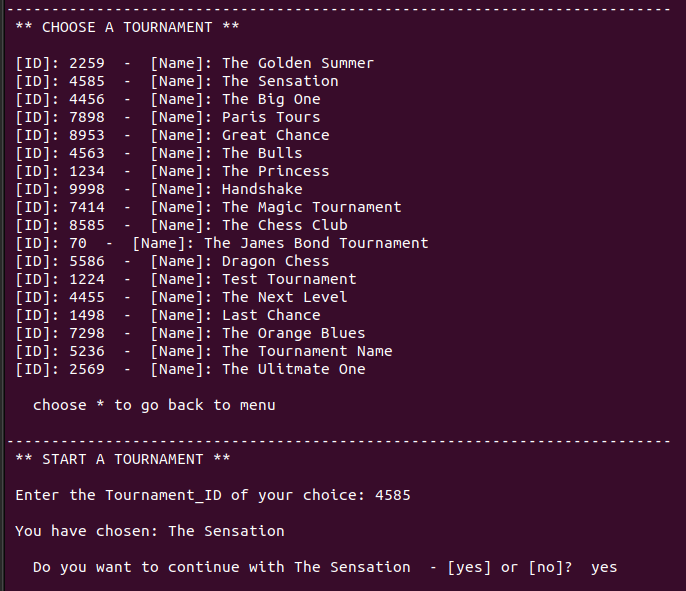 ---------------------------------------------------------------------------
** CHOOSE A TOURNAMENT **
[ID]: 2259  -  [Name]: The Golden Summer
[ID]: 4585  -  [Name]: The Sensation
[ID]: 4456  -  [Name]: The Big One
[ID]: 7898  -  [Name]: Paris Tours
[ID]: 8953  -  [Name]: Great Chance
[ID]: 4563  -  [Name]: The Bulls
[ID]: 1234  -  [Name]: The Princess
[ID]: 9998  -  [Name]: Handshake
[ID]: 7414  -  [Name]: The Magic Tournament
[ID]: 8585  -  [Name]: The Chess Club
[ID]: 70  -  [Name]: The James Bond Tournament
[ID]: 5586  -  [Name]: Dragon Chess
[ID]: 1224  -  [Name]: Test Tournament
[ID]: 4455  -  [Name]: The Next Level
[ID]: 1498  -  [Name]: Last Chance
[ID]: 7298  -  [Name]: The Orange Blues
[ID]: 5236  -  [Name]: The Tournament Name
[ID]: 2569  -  [Name]: The Ulitmate One
choose * to go back to menu
---------------------------------------------------------------------------
** START A TOURNAMENT **
Enter the Tournament_ID of your choice: 4585
You have chosen: The Sensation
Do you want to continue with The Sensation  - [yes] or [no]?  yes